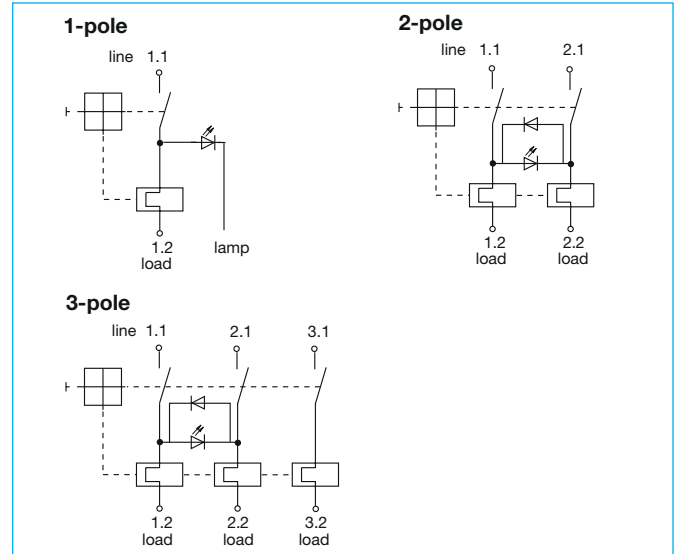 1-pole
line 1.1
1.2
load
lamp
2-pole
line 1.1 2.1
1.2 2.2
load load
3-pole
line 1.1 2.1 3.1
1.2 2.2 3.2
load load load